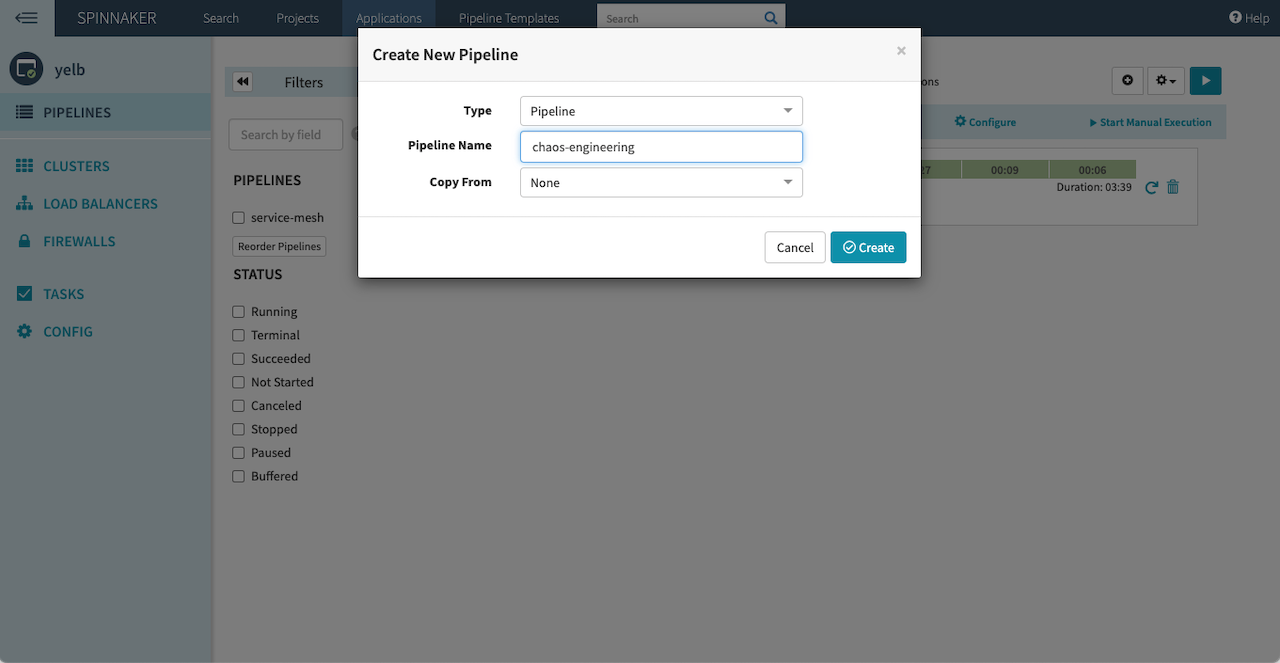 SPINNAKER
Search
Projects
Applications
Pipeline Templates
Search
Help
yelb
PIPELINES
CLUSTERS
LOAD BALANCERS
FIREWALLS
TASKS
CONFIG
Filters
Search by field
PIPELINES
service-mesh
Reorder Pipelines
STATUS
Running
Terminal
Succeeded
Not Started
Canceled
Stopped
Paused
Buffered
Create New Pipeline
×
Type
Pipeline
Pipeline Name
chaos-engineering
Copy From
None
Cancel
Create
ons
Configure
Start Manual Execution
27
00:09
00:06
Duration: 03:39